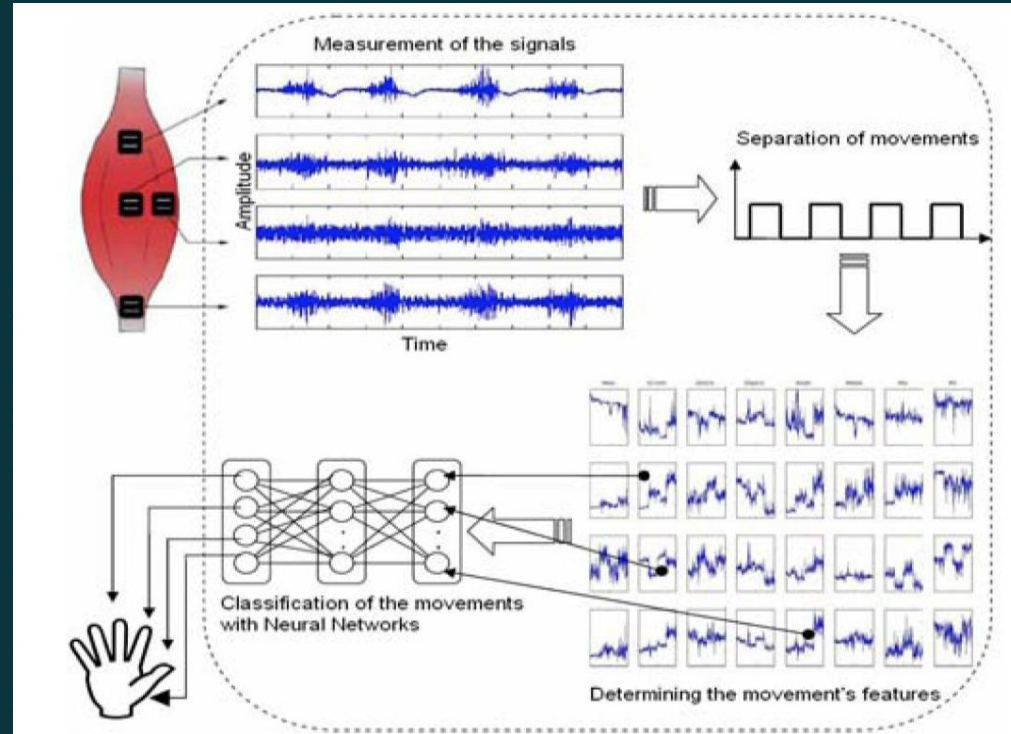 Measurement of the signals
Amplitude
Time
Separation of movements
Classification of the movements
with Neural Networks
Determining the movement's features